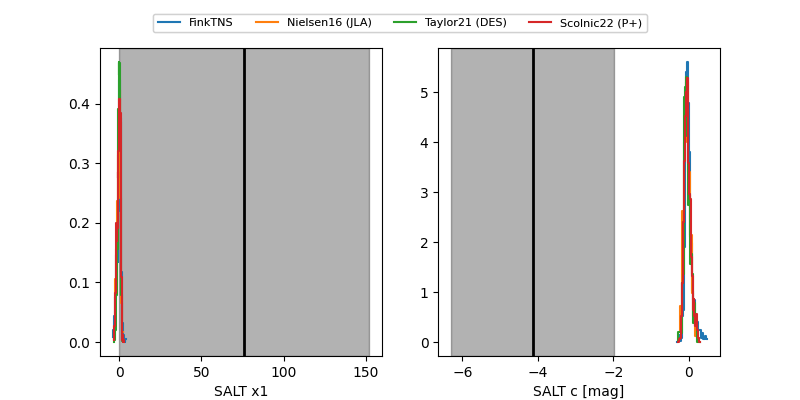 FinkTNS Nielsen16 (JLA) Taylor21 (DES) Scolnic22 (P+)
0.4
0.3
0.2
0.1
0.0
0 50 100 150
SALT x1
5
4
3
2
1
0
−6 −4 −2 0
SALT c [mag]